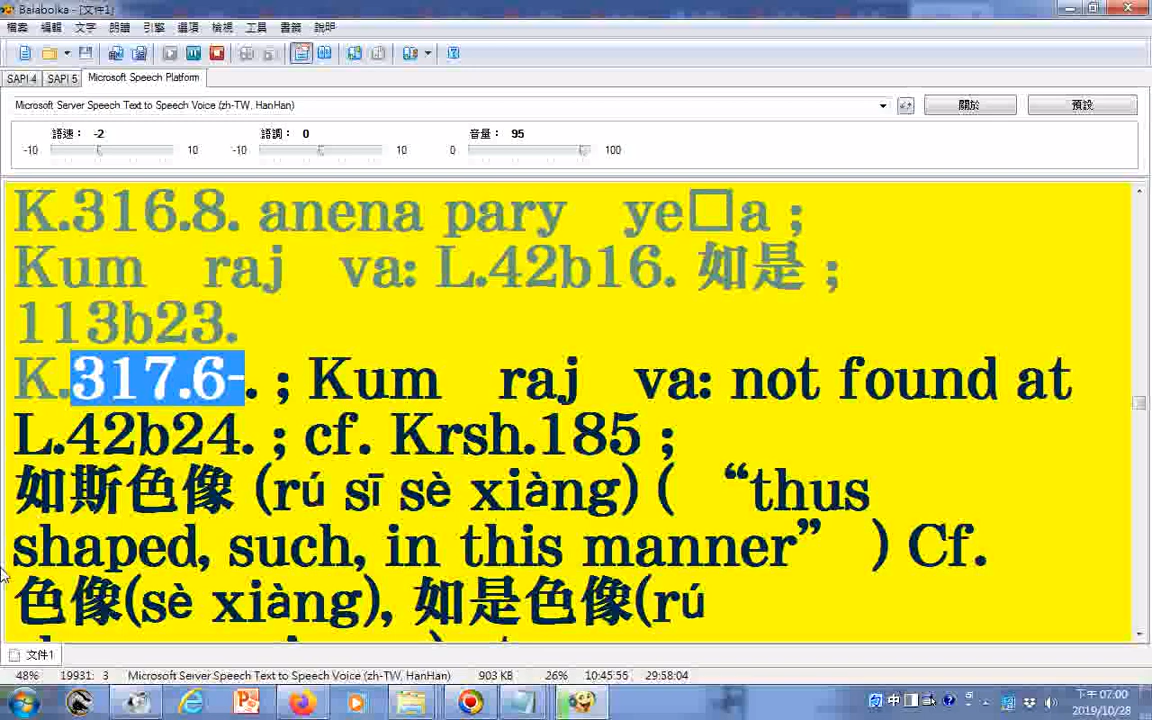 Balabolka - [文件1]
檔案 編輯 文字 朗讀 引擎 選項 檢視 工具 書籤 說明
SAPI 4 SAPI 5 Microsoft Speech Platform
Microsoft Server Speech Text to Speech Voice (zh-TW, HanHan) 關於 預設
語速： -2 語調： 0 音量： 95
-10 10 -10 10 0 100
K.316.8. anena pary ye□a ;
Kum raj va: L.42b16. 如是 ;
113b23.
K.317.6-. ; Kum raj va: not found at
L.42b24. ; cf. Krsh.185 ;
如斯色像 (rú sī sè xiàng) ( “thus
shaped, such, in this manner” ) Cf.
色像(sè xiàng), 如是色像(rú
文件1
48% 19931: 3 Microsoft Server Speech Text to Speech Voice (zh-TW, HanHan) 903 KB 26% 10:45:55 29:58:04
中 下午 07:00
2019/10/28